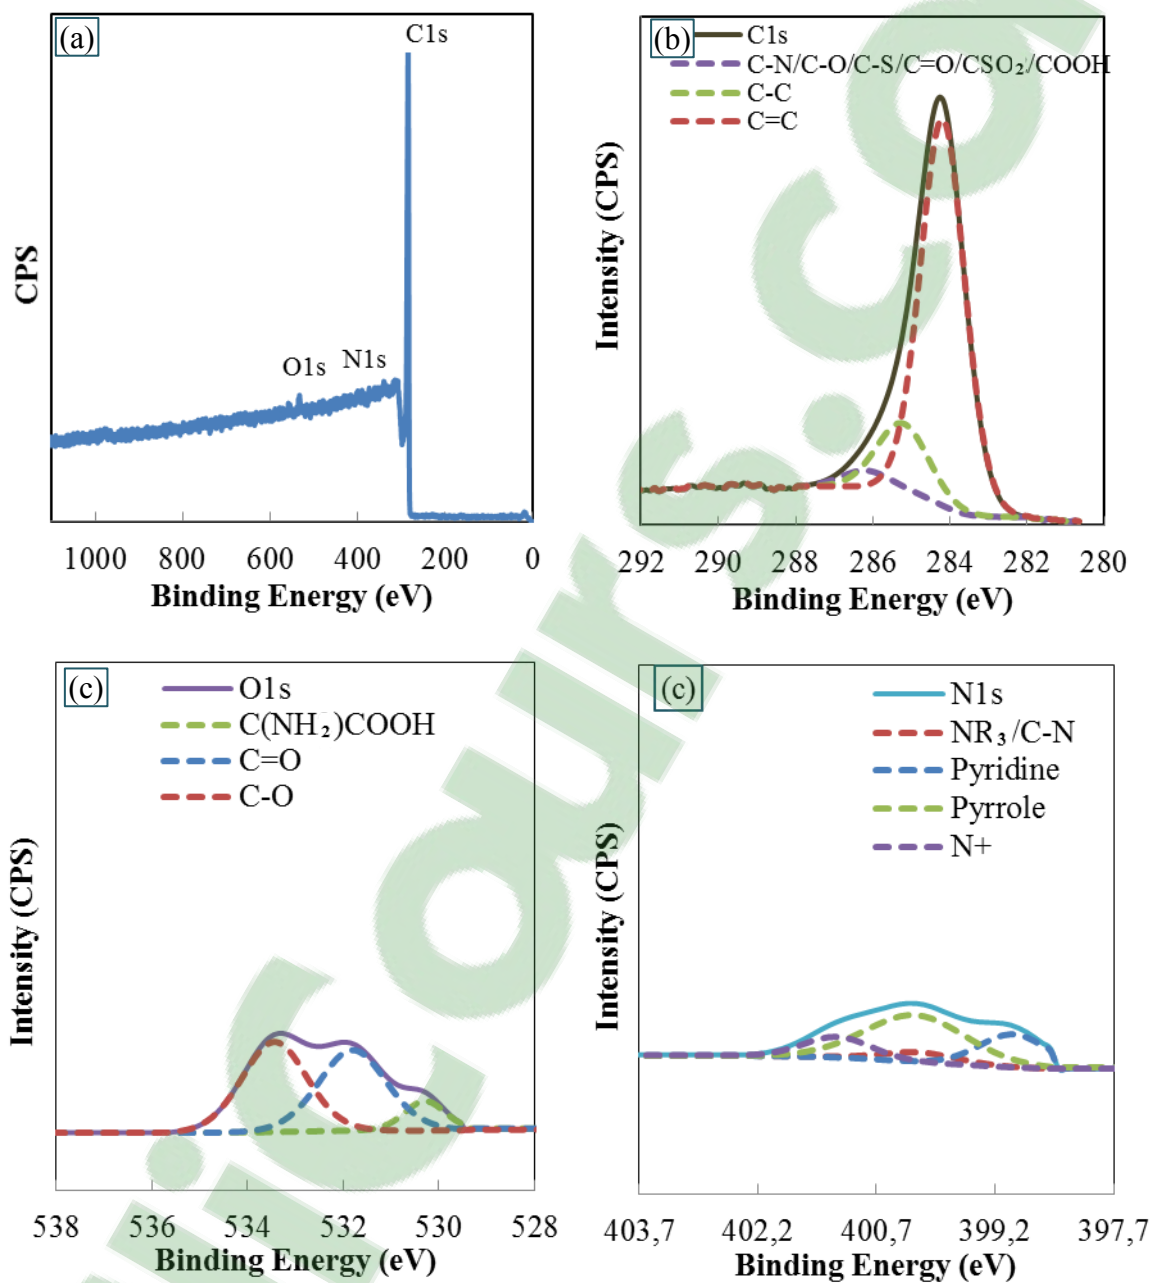 (a)
C1s
O1s
N1s
CPS
1000 800 600 400 200 0
Binding Energy (eV)
(b)
C1s
C-N/C-O/C-S/C=O/CSO₂/COOH
C-C
C=C
Intensity (CPS)
292 290 288 286 284 282 280
Binding Energy (eV)
(c)
O1s
C(NH₂)COOH
C=O
C-O
Intensity (CPS)
538 536 534 532 530 528
Binding Energy (eV)
(c)
N1s
NR₃/C-N
Pyridine
Pyrrole
N+
Intensity (CPS)
403,7 402,2 400,7 399,2 397,7
Binding Energy (eV)